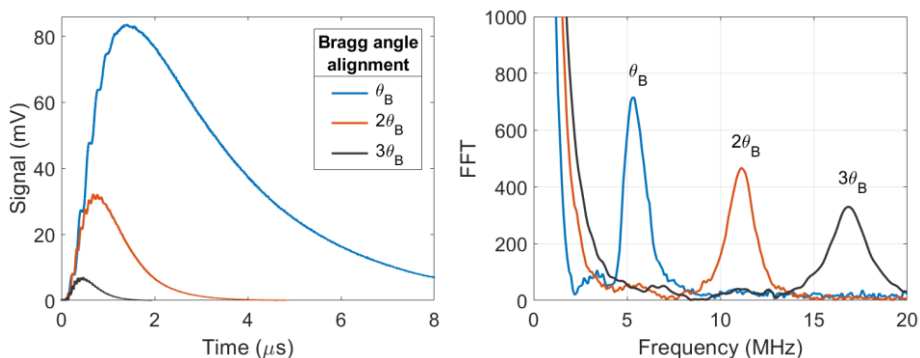 80
60
40
20
0
Signal (mV)
0
2
4
6
8
Time (μs)
Bragg angle
alignment
θB
2θB
3θB
1000
800
600
400
200
0
FFT
θB
2θB
3θB
0
5
10
15
20
Frequency (MHz)